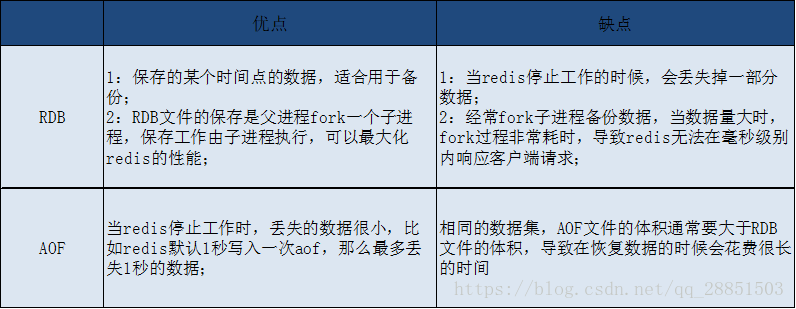 优点
缺点
RDB
1：保存的某个时间点的数据，适合用于备
份；
2：RDB文件的保存是父进程fork一个子进
程，保存工作由子进程执行，可以最大化
redis的性能；
1：当redis停止工作的时候，会丢失掉一部分
数据；
2：经常fork子进程备份数据，当数据量大时，
fork过程非常耗时，导致redis无法在毫秒级别
内响应客户端请求；
AOF
当redis停止工作时，丢失的数据很小，比
如redis默认1秒写入一次aof，那么最多丢
失1秒的数据；
相同的数据集，AOF文件的体积通常要大于RDB
文件的体积，导致在恢复数据的时候会花费很长
的时间
https://blog.csdn.net/qq_28851503